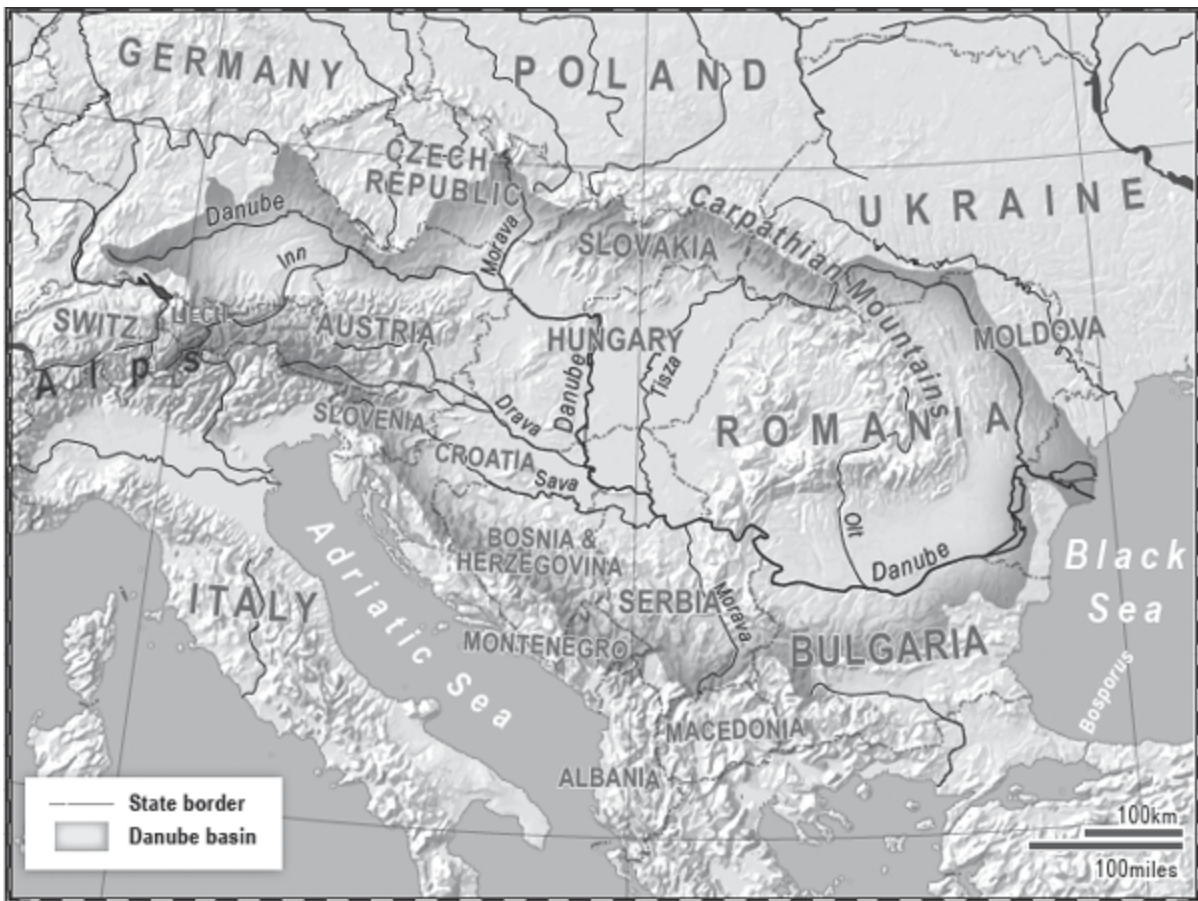 GERMANY
POLAND
CZECH
REPUBLIC
UKRAINE
Carpathian Mountains
Danube
Morava
Inn
SLOVAKIA
SWITZ
LIECH
AUSTRIA
HUNGARY
MOLDOVA
Alps
Danube
Tisza
SLOVENIA
Drava
ROMANIA
CROATIA
Sava
Adriatic Sea
BOSNIA &
HERZEGOVINA
Olt
Danube
Black
Sea
ITALY
SERBIA
Morava
MONTENEGRO
BULGARIA
Bosporus
MACEDONIA
ALBANIA
State border
Danube basin
100km
100miles